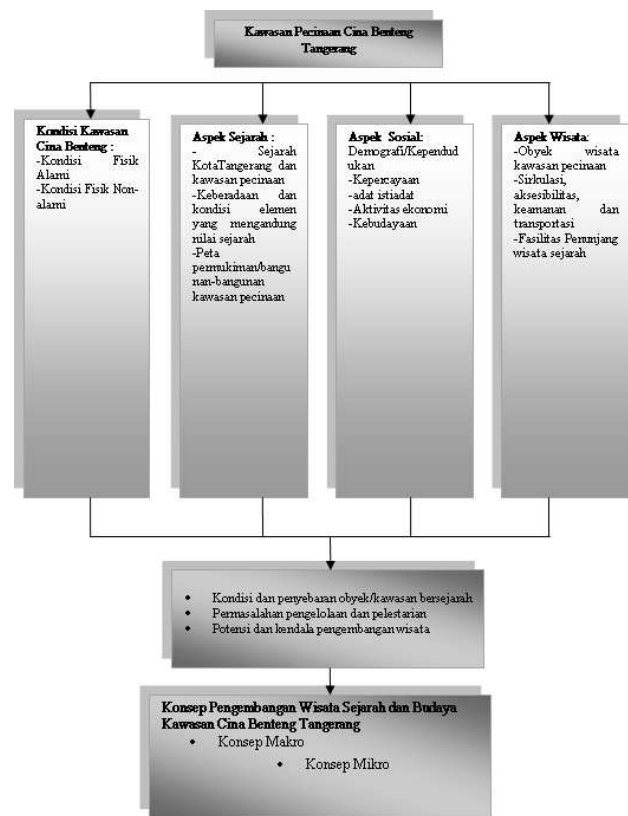 Kawasan Pecinaan Cina Benteng
Tangerang
Kondisi Kawasan
Cina Benteng :
-Kondisi Fisik
Alami
-Kondisi Fisik Non-
alami
Aspek Sejarah :
- Sejarah
KotaTangerang dan
kawasan pecinaan
-Keberadaan dan
kondisi elemen
yang mengandung
nilai sejarah
-Peta
permukiman/bangu
nan-bangunan
kawasan pecinaan
Aspek Sosial:
Demografi/Kependud
ukan
-Kepercayaan
-adat istiadat
-Aktivitas ekonomi
-Kebudayaan
Aspek Wisata:
-Obyek wisata
kawasan pecinaan
-Sirkulasi,
aksesibilitas,
keamanan dan
transportasi
-Fasilitas Penunjang
wisata sejarah
• Kondisi dan penyebaran obyek/kawasan bersejarah
• Permasalahan pengelolaan dan pelestarian
• Potensi dan kendala pengembangan wisata
Konsep Pengembangan Wisata Sejarah dan Budaya
Kawasan Cina Benteng Tangerang
• Konsep Makro
• Konsep Mikro